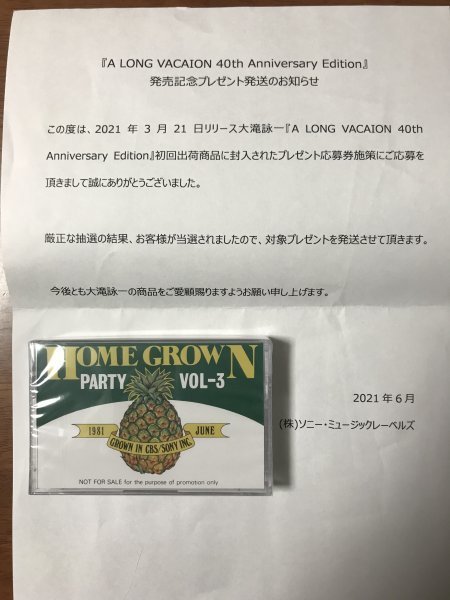 『A LONG VACAION 40th Anniversary Edition』
発売記念プレゼント発送のお知らせ
この度は、2021 年 3 月 21 日リリース大滝詠一『A LONG VACAION 40th
Anniversary Edition』初回出荷商品に封入されたプレゼント応募券施策にご応募を
頂きまして誠にありがとうございました。
厳正な抽選の結果、お客様が当選されましたので、対象プレゼントを発送させて頂きます。
今後とも大滝詠一の商品をご愛顧賜りますようお願い申し上げます。
HOME GROWN
PARTY VOL-3
1981 JUNE
GROWN IN CBS/SONY INC.
NOT FOR SALE for the purpose of promotion only
2021 年 6 月
(株)ソニー・ミュージックレーベルズ